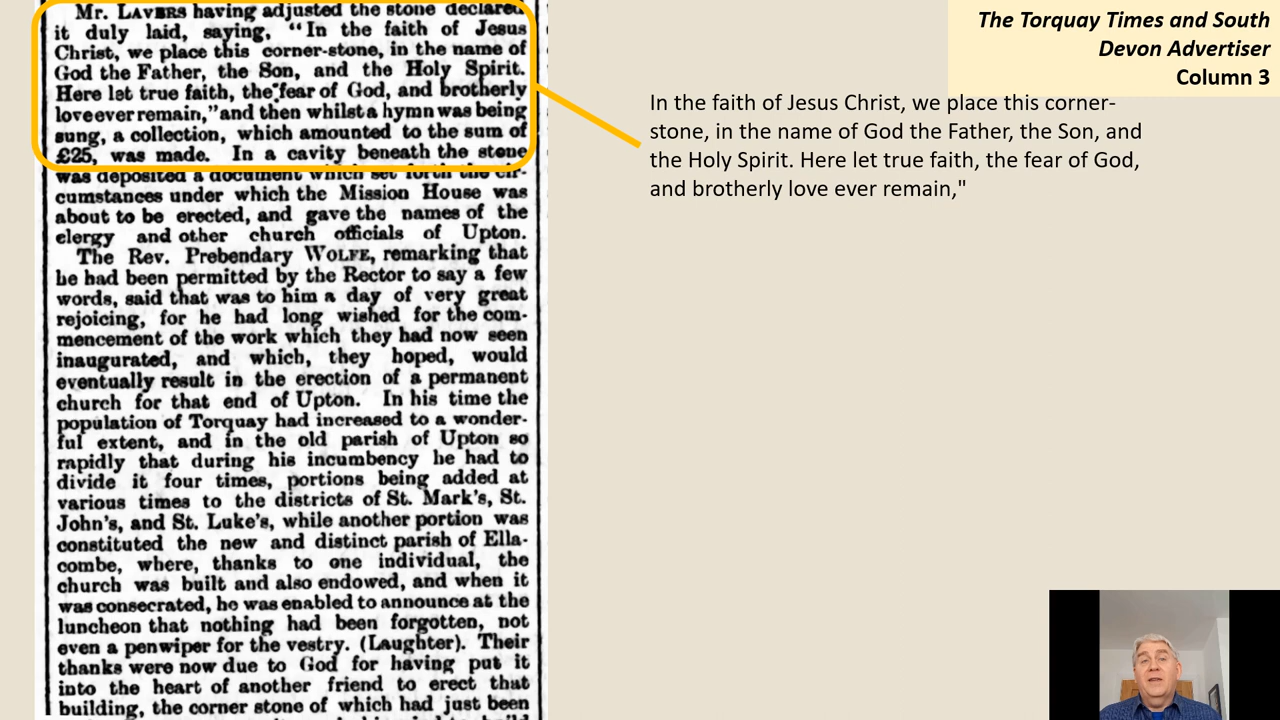 Mr. LAVERS having adjusted the stone declared
it duly laid, saying, “In the faith of Jesus
Christ, we place this corner-stone, in the name of
God the Father, the Son, and the Holy Spirit.
Here let true faith, the fear of God, and brotherly
love ever remain,” and then whilst a hymn was being
sung, a collection, which amounted to the sum of
£25, was made. In a cavity beneath the stone
was deposited a document which set forth the cir-
cumstances under which the Mission House was
about to be erected, and gave the names of the
clergy and other church officials of Upton.
The Rev. Prebendary WOLFE, remarking that
he had been permitted by the Rector to say a few
words, said that was to him a day of very great
rejoicing, for he had long wished for the com-
mencement of the work which they had now seen
inaugurated, and which, they hoped, would
eventually result in the erection of a permanent
church for that end of Upton. In his time the
population of Torquay had increased to a wonder-
ful extent, and in the old parish of Upton so
rapidly that during his incumbency he had to
divide it four times, portions being added at
various times to the districts of St. Mark's, St.
John's, and St. Luke's, while another portion was
constituted the new and distinct parish of Ella-
combe, where, thanks to one individual, the
church was built and also endowed, and when it
was consecrated, he was enabled to announce at the
luncheon that nothing had been forgotten, not
even a penwiper for the vestry. (Laughter). Their
thanks were now due to God for having put it
into the heart of another friend to erect that
building, the corner stone of which had just been
The Torquay Times and South
Devon Advertiser
Column 3
In the faith of Jesus Christ, we place this corner-
stone, in the name of God the Father, the Son, and
the Holy Spirit. Here let true faith, the fear of God,
and brotherly love ever remain,"